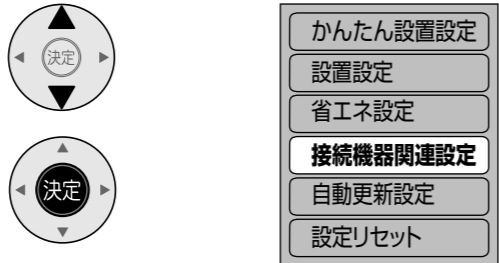 決定
決定
かんたん設置設定
設置設定
省エネ設定
接続機器関連設定
自動更新設定
設定リセット